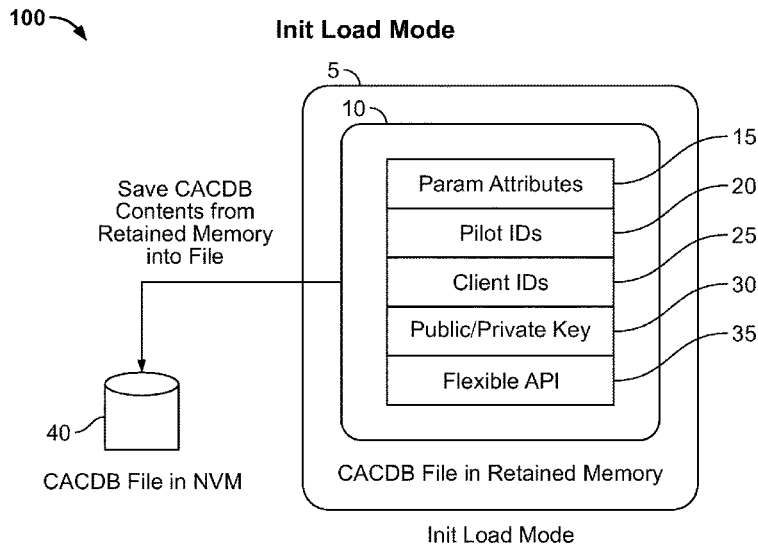 100
Init Load Mode
5
10
15
Param Attributes
20
Save CACDB
Contents from
Retained Memory
into File
Pilot IDs
25
Client IDs
30
Public/Private Key
35
Flexible API
40
CACDB File in NVM
CACDB File in Retained Memory
Init Load Mode